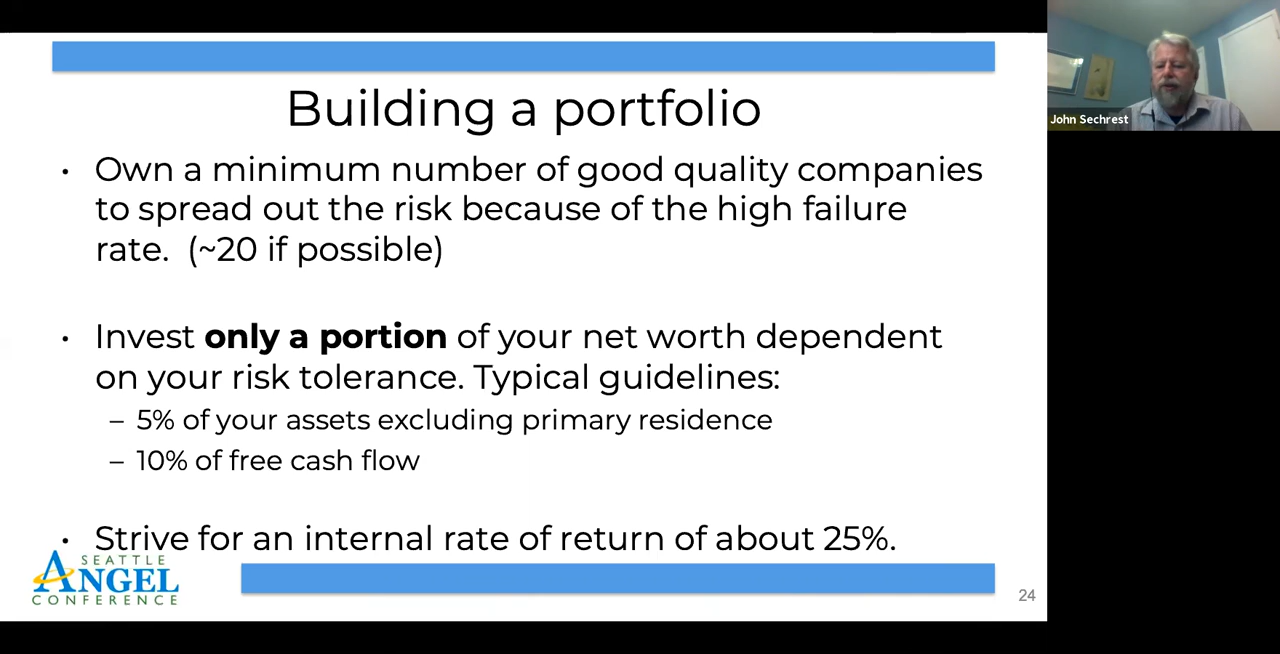 Building a portfolio
• Own a minimum number of good quality companies
to spread out the risk because of the high failure
rate.  (~20 if possible)
• Invest only a portion of your net worth dependent
on your risk tolerance. Typical guidelines:
– 5% of your assets excluding primary residence
– 10% of free cash flow
• Strive for an internal rate of return of about 25%.
SEATTLE
ANGEL
CONFERENCE
24
John Sechrest